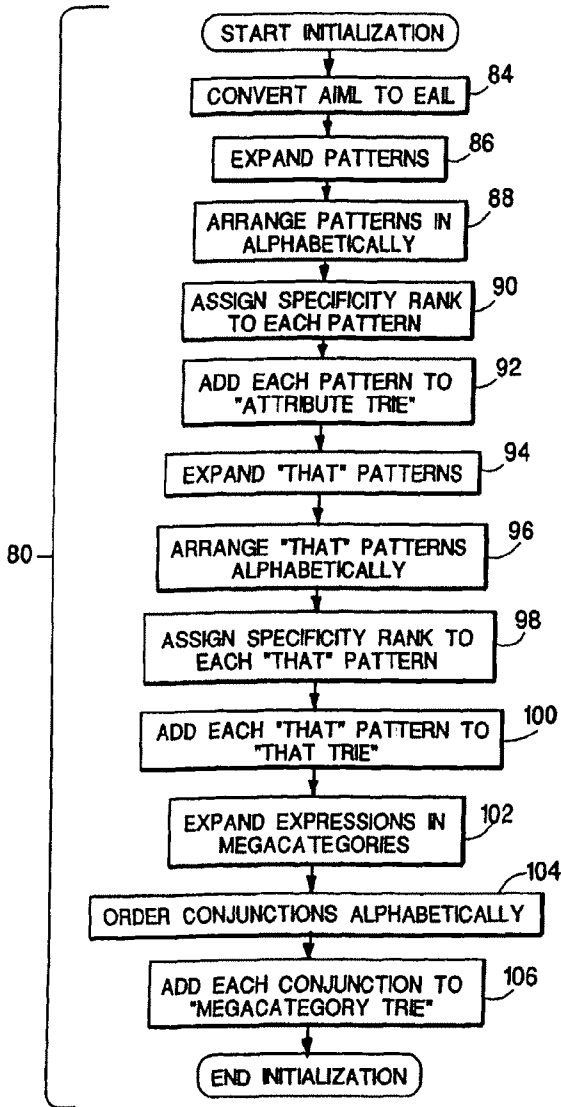 START INITIALIZATION
84
CONVERT AIML TO EAIL
86
EXPAND PATTERNS
88
ARRANGE PATTERNS IN
ALPHABETICALLY
90
ASSIGN SPECIFICITY RANK
TO EACH PATTERN
92
ADD EACH PATTERN TO
"ATTRIBUTE TRIE"
94
EXPAND "THAT" PATTERNS
80
96
ARRANGE "THAT" PATTERNS
ALPHABETICALLY
98
ASSIGN SPECIFICITY RANK TO
EACH "THAT" PATTERN
100
ADD EACH "THAT" PATTERN TO
"THAT TRIE"
102
EXPAND EXPRESSIONS IN
MEGACATEGORIES
104
ORDER CONJUNCTIONS ALPHABETICALLY
106
ADD EACH CONJUNCTION TO
"MEGACATEGORY TRIE"
END INITIALIZATION